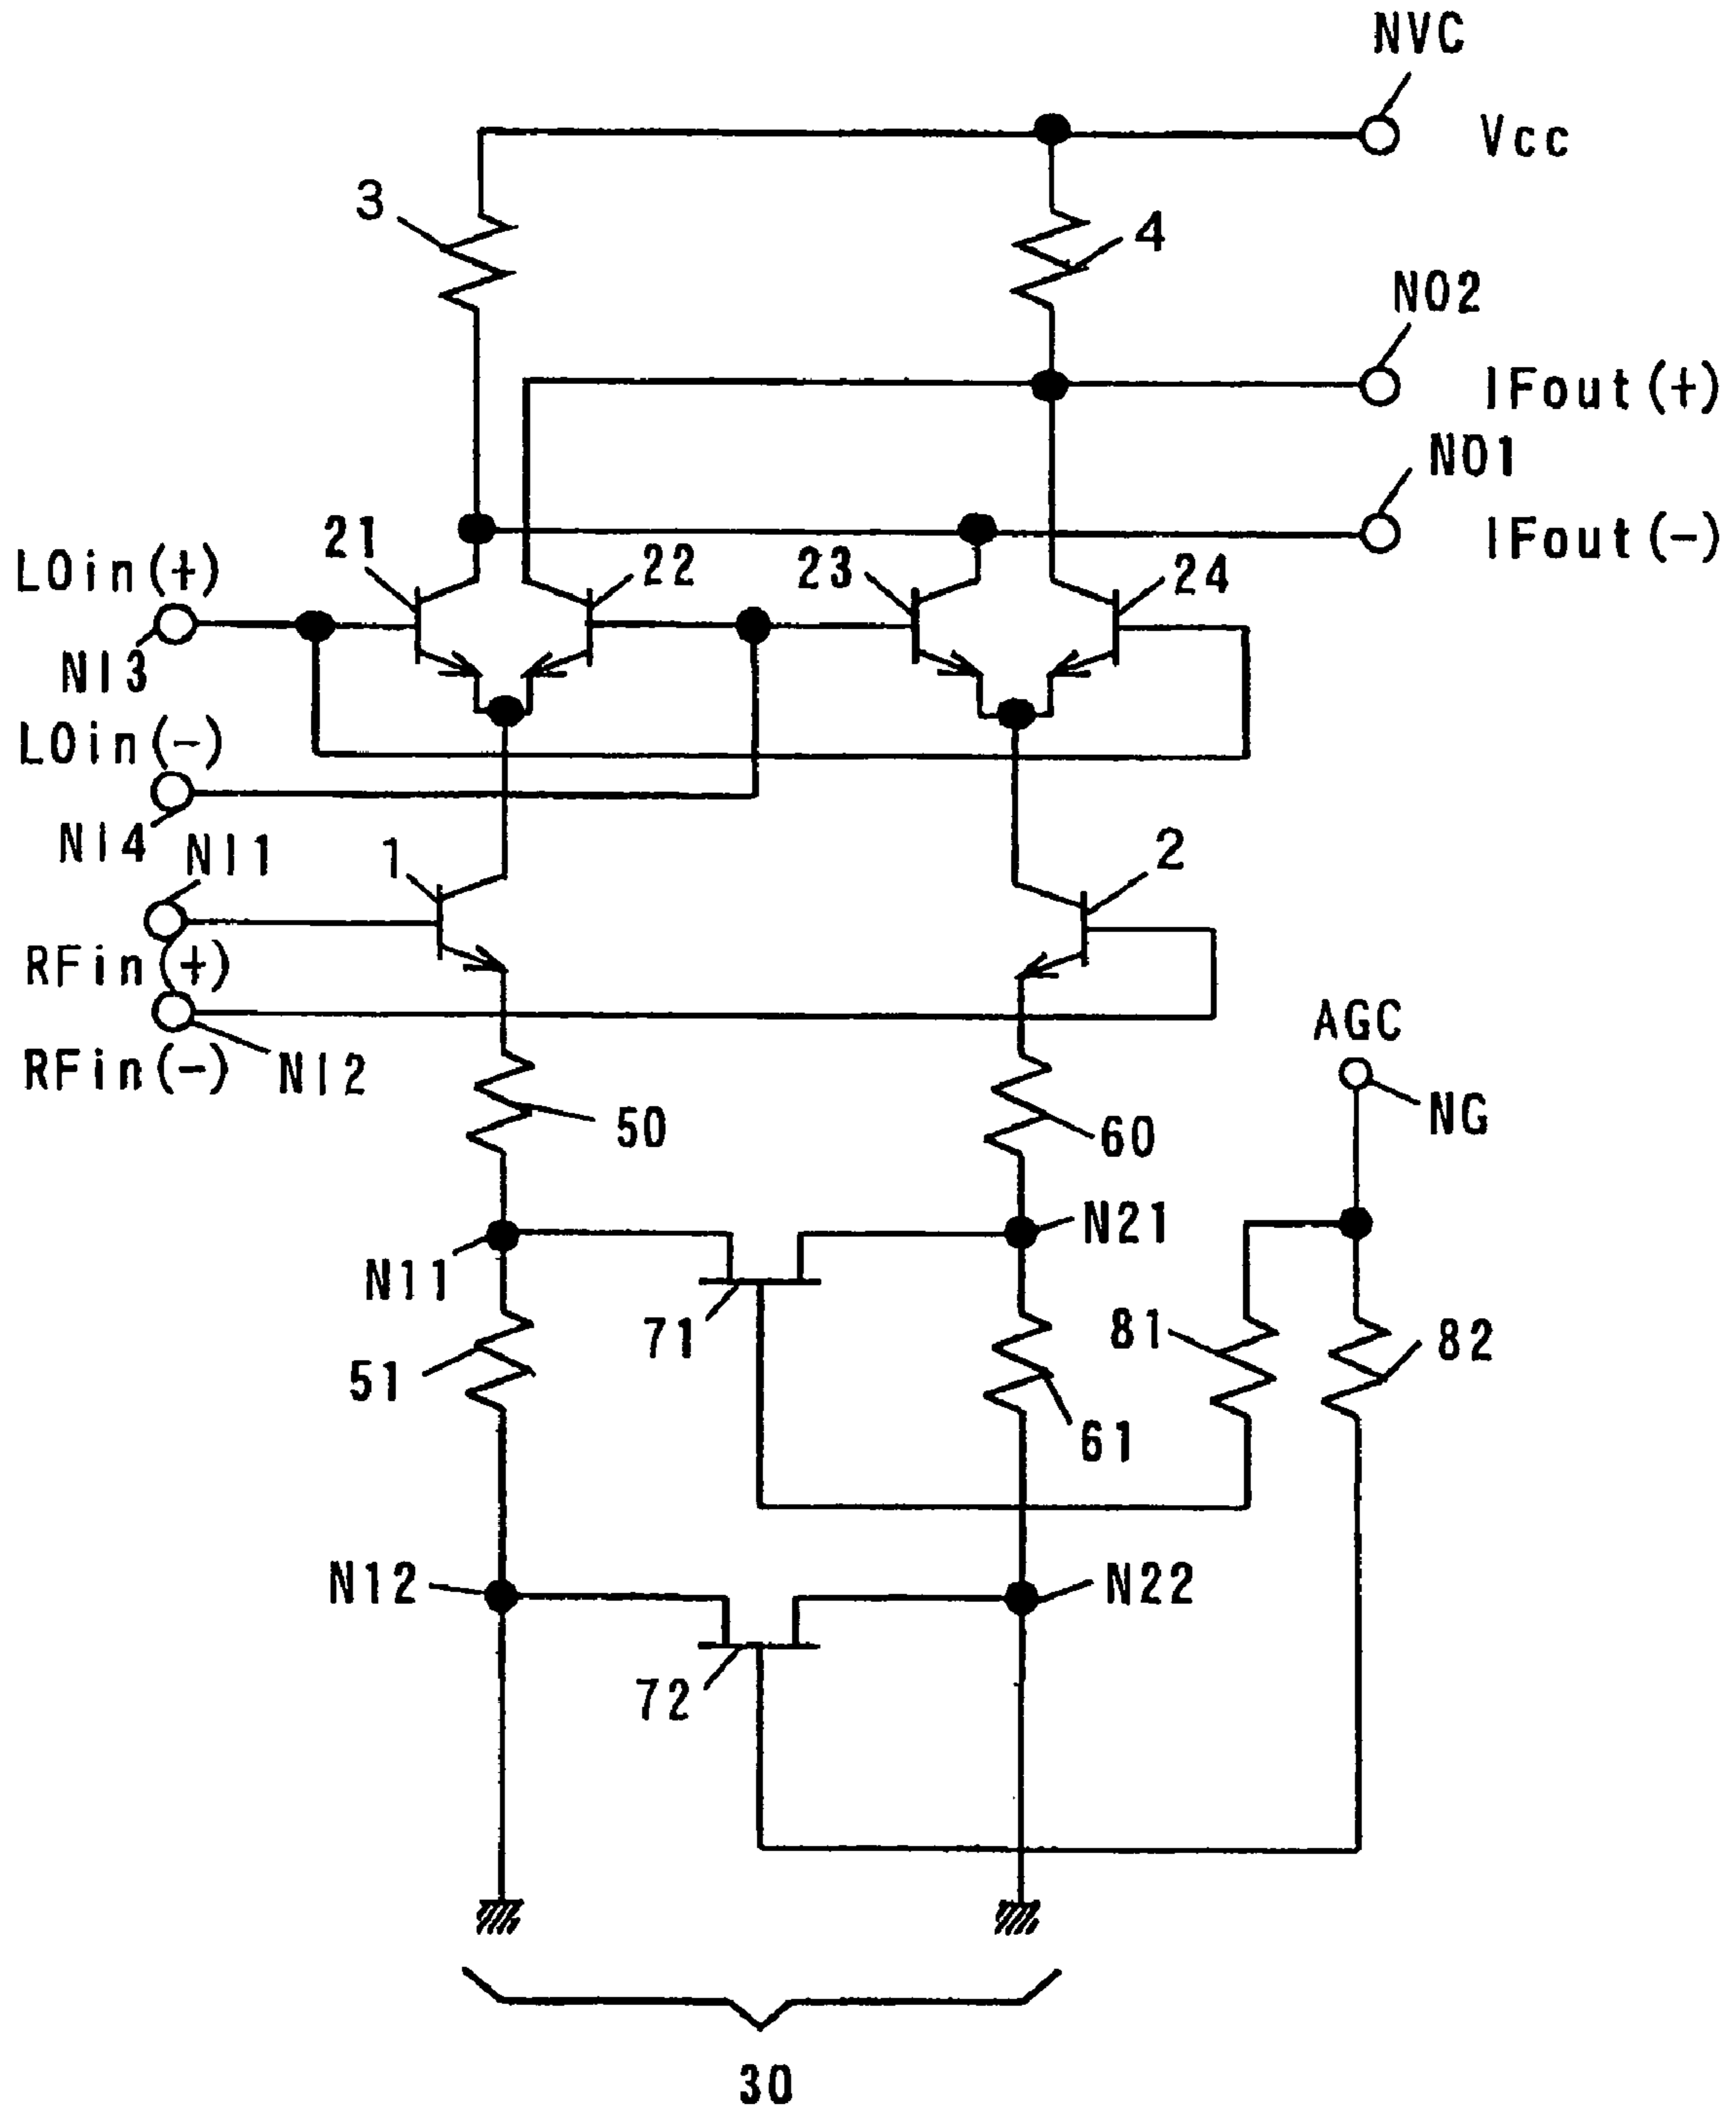 NVC
Vcc
3
4
NO2
IFout(+)
NO1
IFout(-)
21
22
23
24
LOin(+)
NI3
LOin(-)
NI4
NI1
1
2
RFin(+)
RFin(-)
NI2
AGC
NG
50
60
N11
N21
71
81
82
51
61
N12
N22
72
30